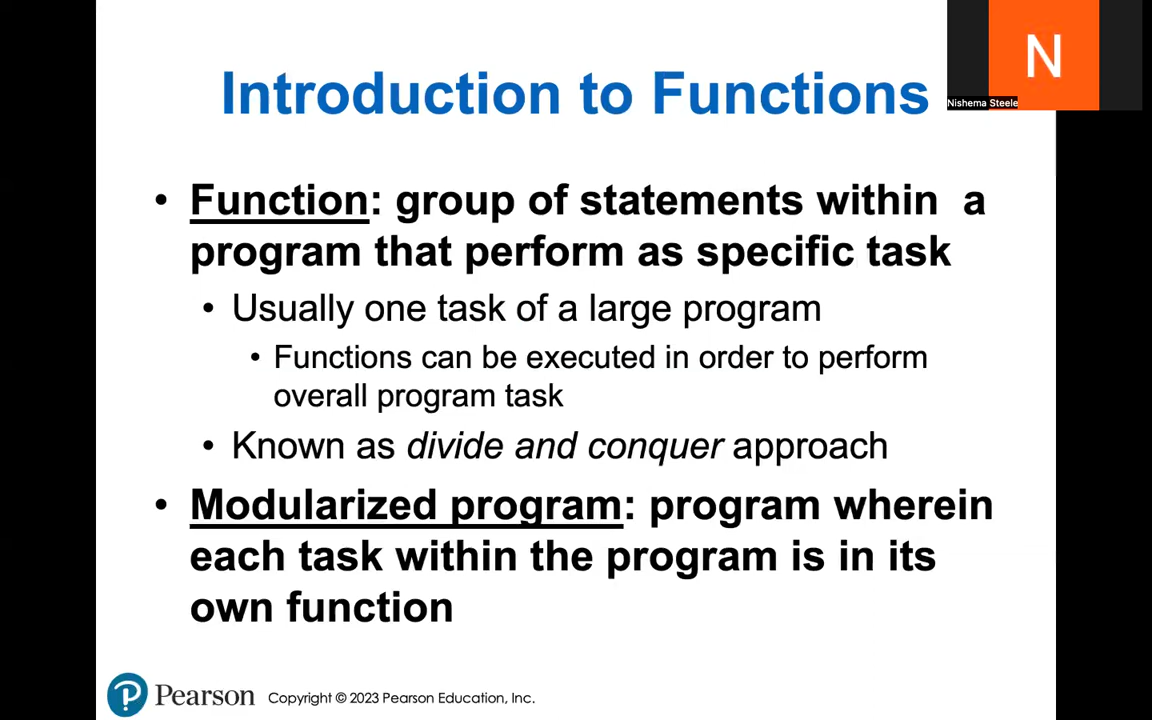 Introduction to Functions
N
Nishema Steele
• Function: group of statements within a
program that perform as specific task
• Usually one task of a large program
• Functions can be executed in order to perform
overall program task
• Known as divide and conquer approach
• Modularized program: program wherein
each task within the program is in its
own function
P Pearson Copyright © 2023 Pearson Education, Inc.